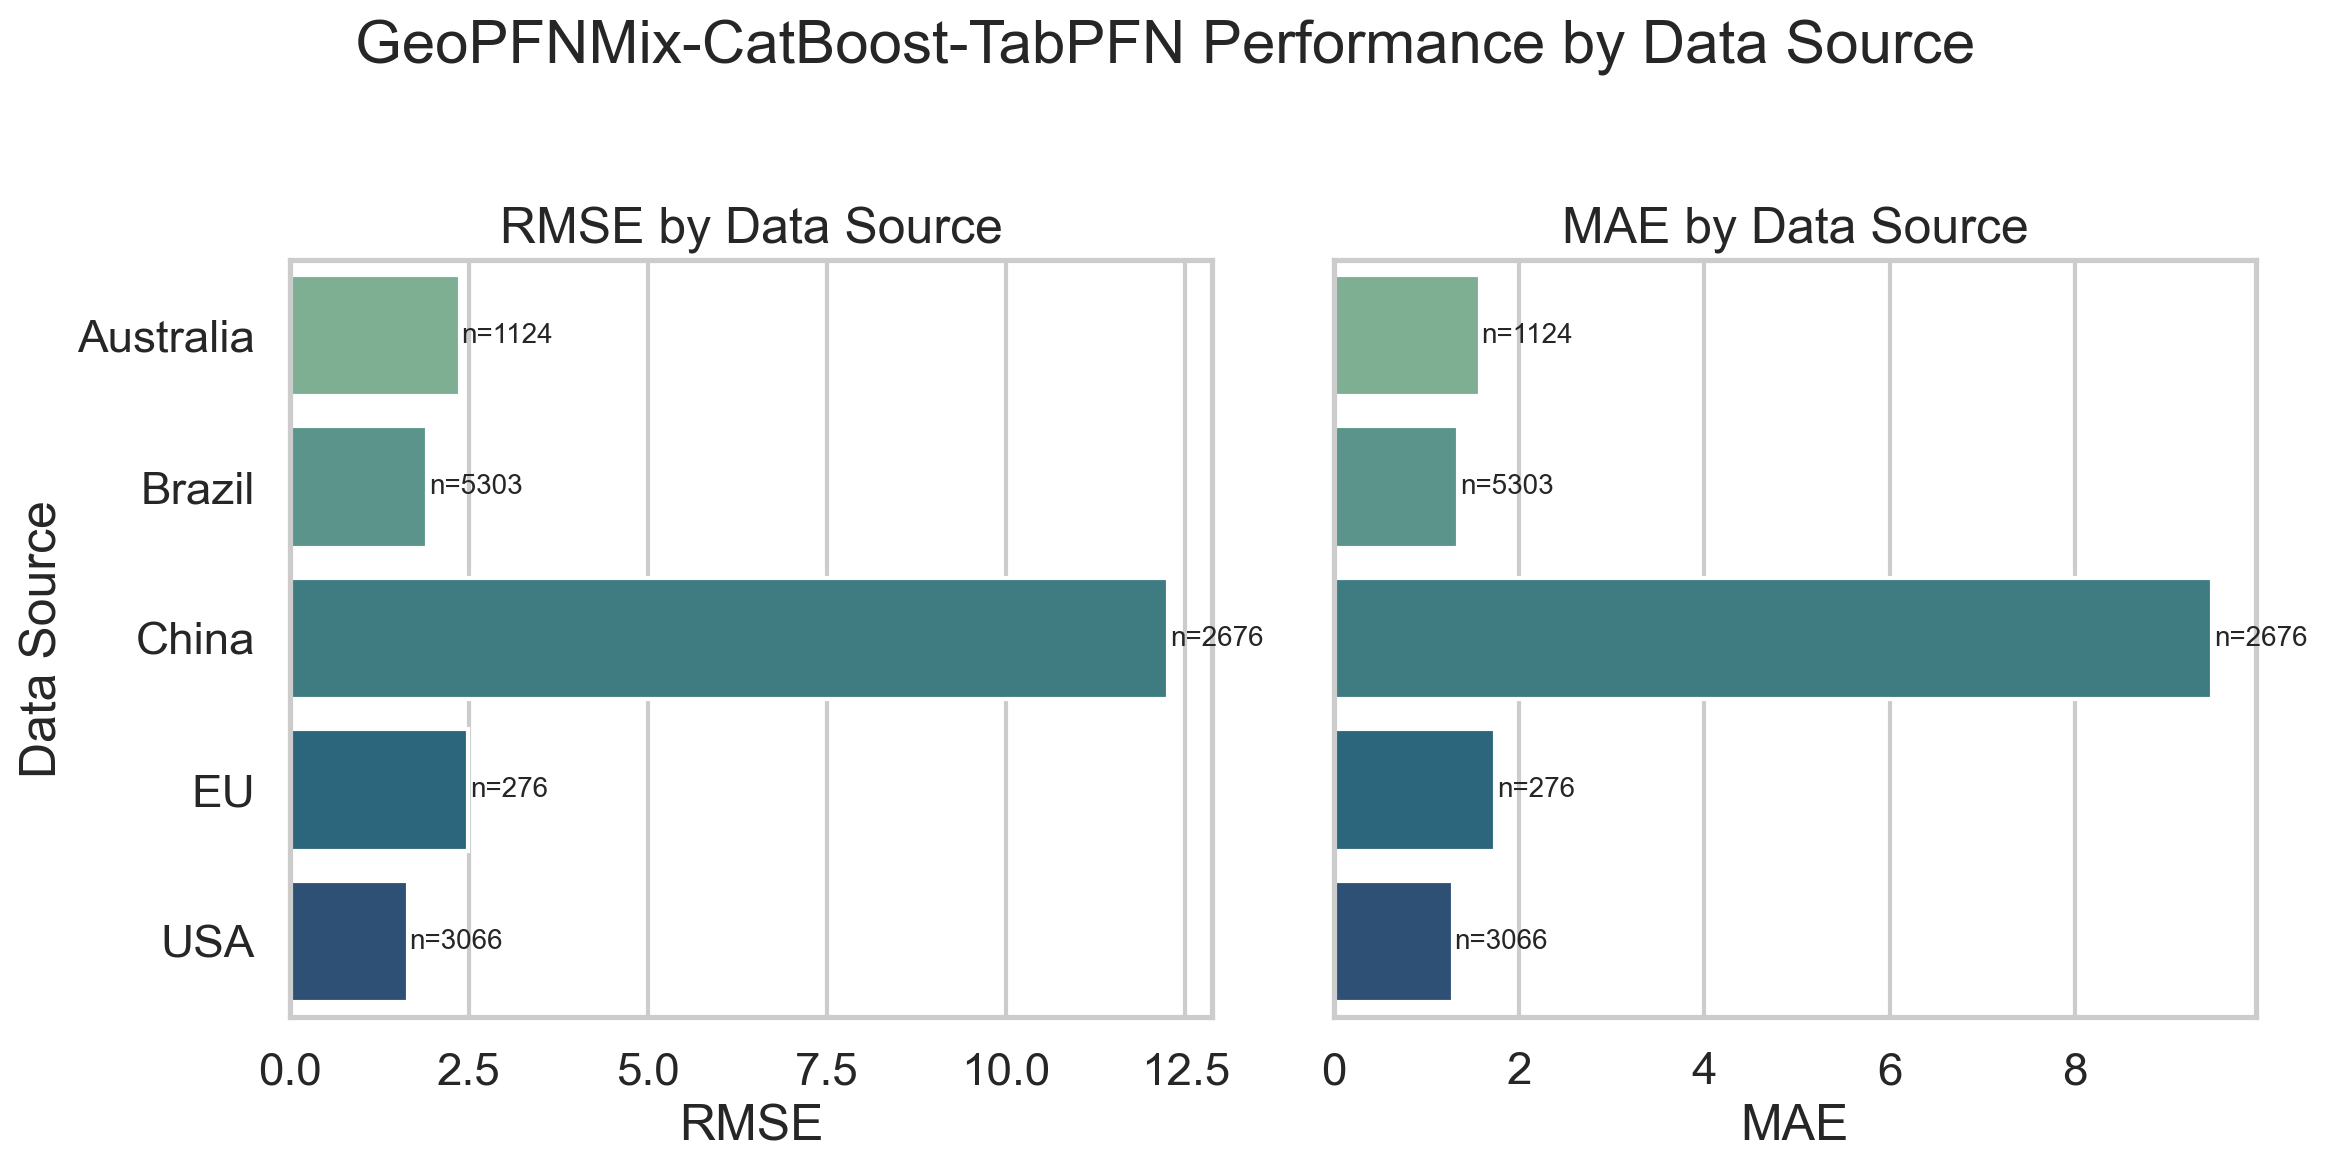 GeoPFNMix-CatBoost-TabPFN Performance by Data Source
RMSE by Data Source
MAE by Data Source
Data Source
Australia
n=1124
n=1124
Brazil
n=5303
n=5303
China
n=2676
n=2676
EU
n=276
n=276
USA
n=3066
n=3066
0.0 2.5 5.0 7.5 10.0 12.5
0 2 4 6 8
RMSE
MAE